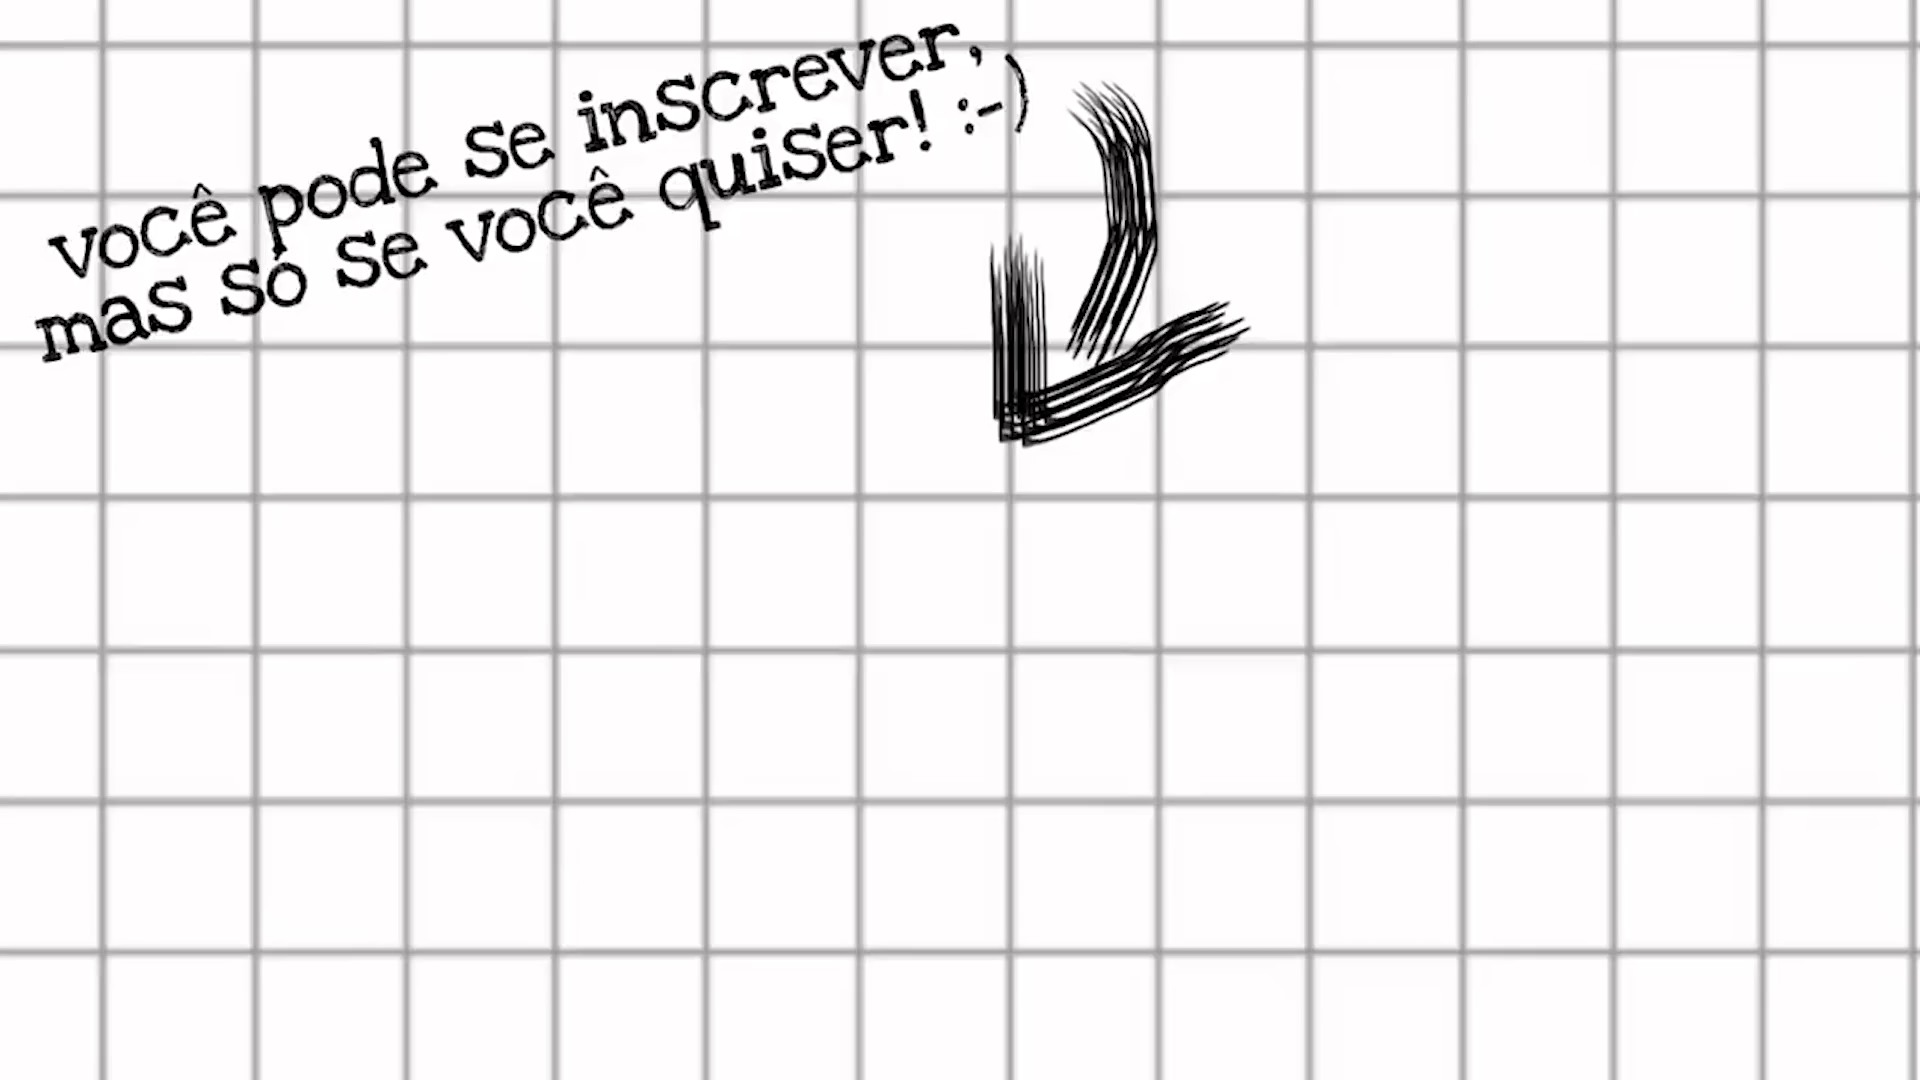 você pode se inscrever,
mas só se você quiser! :-)